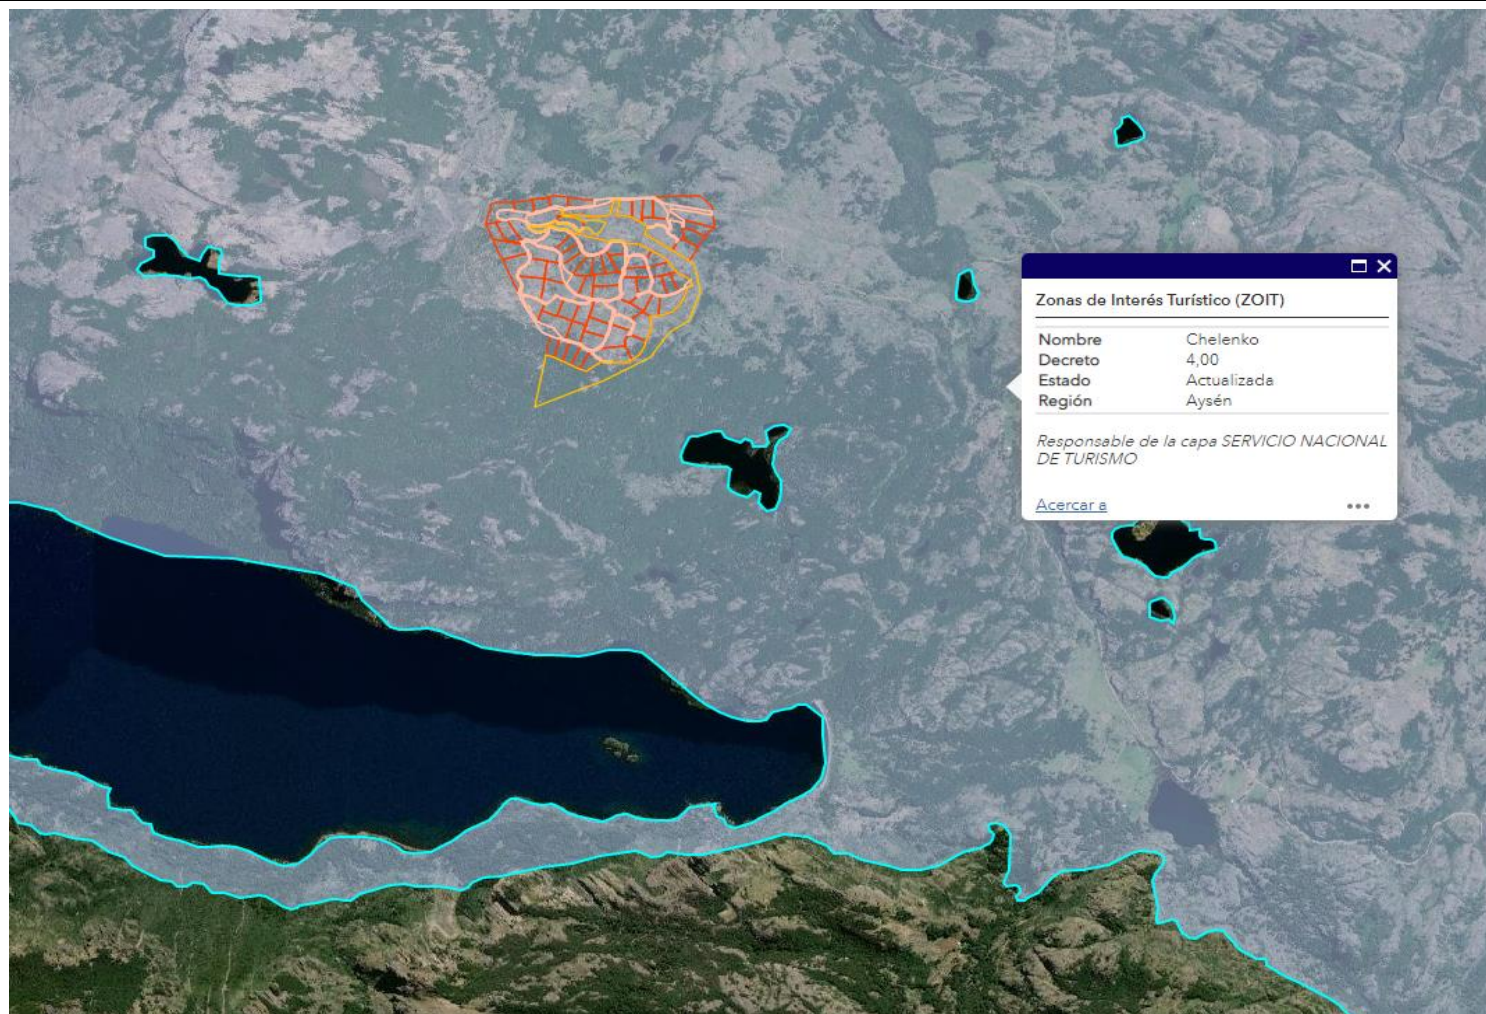 Zonas de Interés Turístico (ZOIT)
Nombre Chelenko
Decreto 4,00
Estado Actualizada
Región Aysén
Responsable de la capa SERVICIO NACIONAL
DE TURISMO
Acercar a